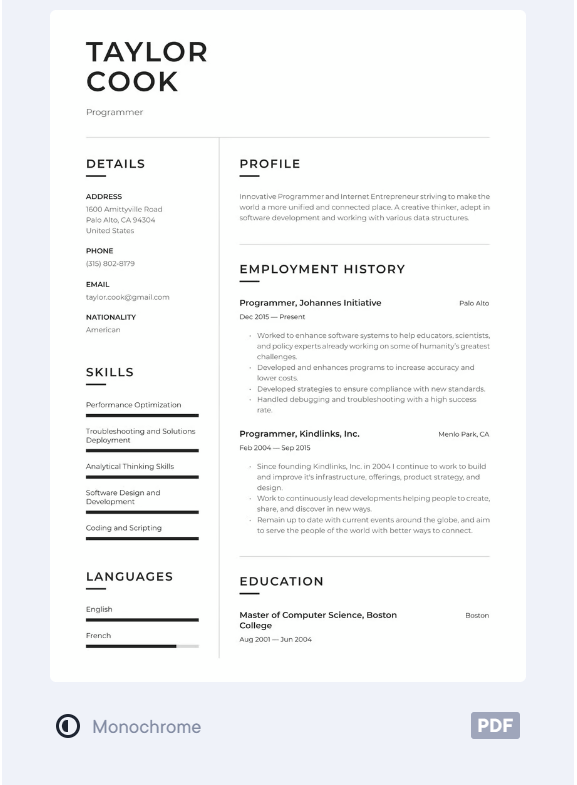 TAYLOR
COOK
Programmer
DETAILS
ADDRESS
1600 Amittyville Road
Palo Alto, CA 94304
United States
PHONE
(315) 802-8179
EMAIL
taylor.cook@gmail.com
NATIONALITY
American
SKILLS
Performance Optimization
Troubleshooting and Solutions
Deployment
Analytical Thinking Skills
Software Design and
Development
Coding and Scripting
LANGUAGES
English
French
PROFILE
Innovative Programmer and Internet Entrepreneur striving to make the
world a more unified and connected place. A creative thinker, adept in
software development and working with various data structures.
EMPLOYMENT HISTORY
Programmer, Johannes Initiative Palo Alto
Dec 2015 — Present
· Worked to enhance software systems to help educators, scientists,
and policy experts already working on some of humanity's greatest
challenges.
· Developed and enhances programs to increase accuracy and
lower costs.
· Developed strategies to ensure compliance with new standards.
· Handled debugging and troubleshooting with a high success
rate.
Programmer, Kindlinks, Inc. Menlo Park, CA
Feb 2004 — Sep 2015
· Since founding Kindlinks, Inc. in 2004 I continue to work to build
and improve it's infrastructure, offerings, product strategy, and
design.
· Work to continuously lead developments helping people to create,
share, and discover in new ways.
· Remain up to date with current events around the globe, and aim
to serve the people of the world with better ways to connect.
EDUCATION
Master of Computer Science, Boston Boston
College
Aug 2001 — Jun 2004
Monochrome
PDF